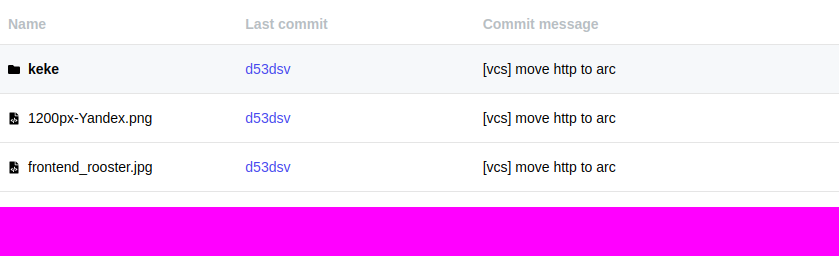 Name Last commit Commit message
keke d53dsv [vcs] move http to arc
1200px-Yandex.png d53dsv [vcs] move http to arc
frontend_rooster.jpg d53dsv [vcs] move http to arc